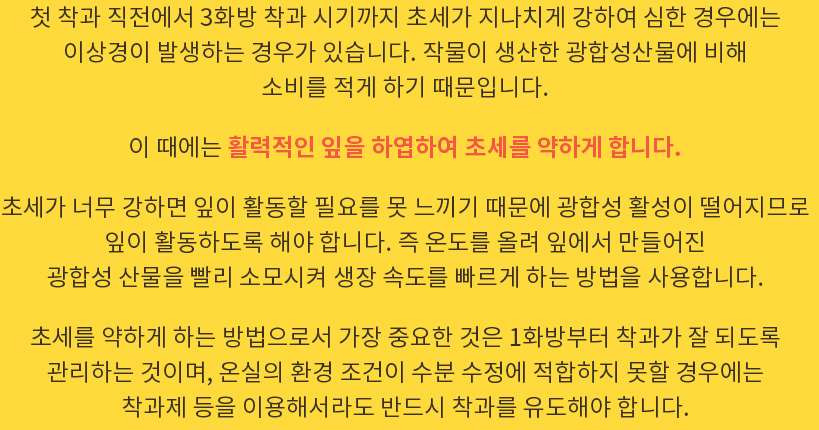 첫 착과 직전에서 3화방 착과 시기까지 초세가 지나치게 강하여 심한 경우에는
이상경이 발생하는 경우가 있습니다. 작물이 생산한 광합성산물에 비해
소비를 적게 하기 때문입니다.
이 때에는 활력적인 잎을 하엽하여 초세를 약하게 합니다.
초세가 너무 강하면 잎이 활동할 필요를 못 느끼기 때문에 광합성 활성이 떨어지므로
잎이 활동하도록 해야 합니다. 즉 온도를 올려 잎에서 만들어진
광합성 산물을 빨리 소모시켜 생장 속도를 빠르게 하는 방법을 사용합니다.
초세를 약하게 하는 방법으로서 가장 중요한 것은 1화방부터 착과가 잘 되도록
관리하는 것이며, 온실의 환경 조건이 수분 수정에 적합하지 못할 경우에는
착과제 등을 이용해서라도 반드시 착과를 유도해야 합니다.